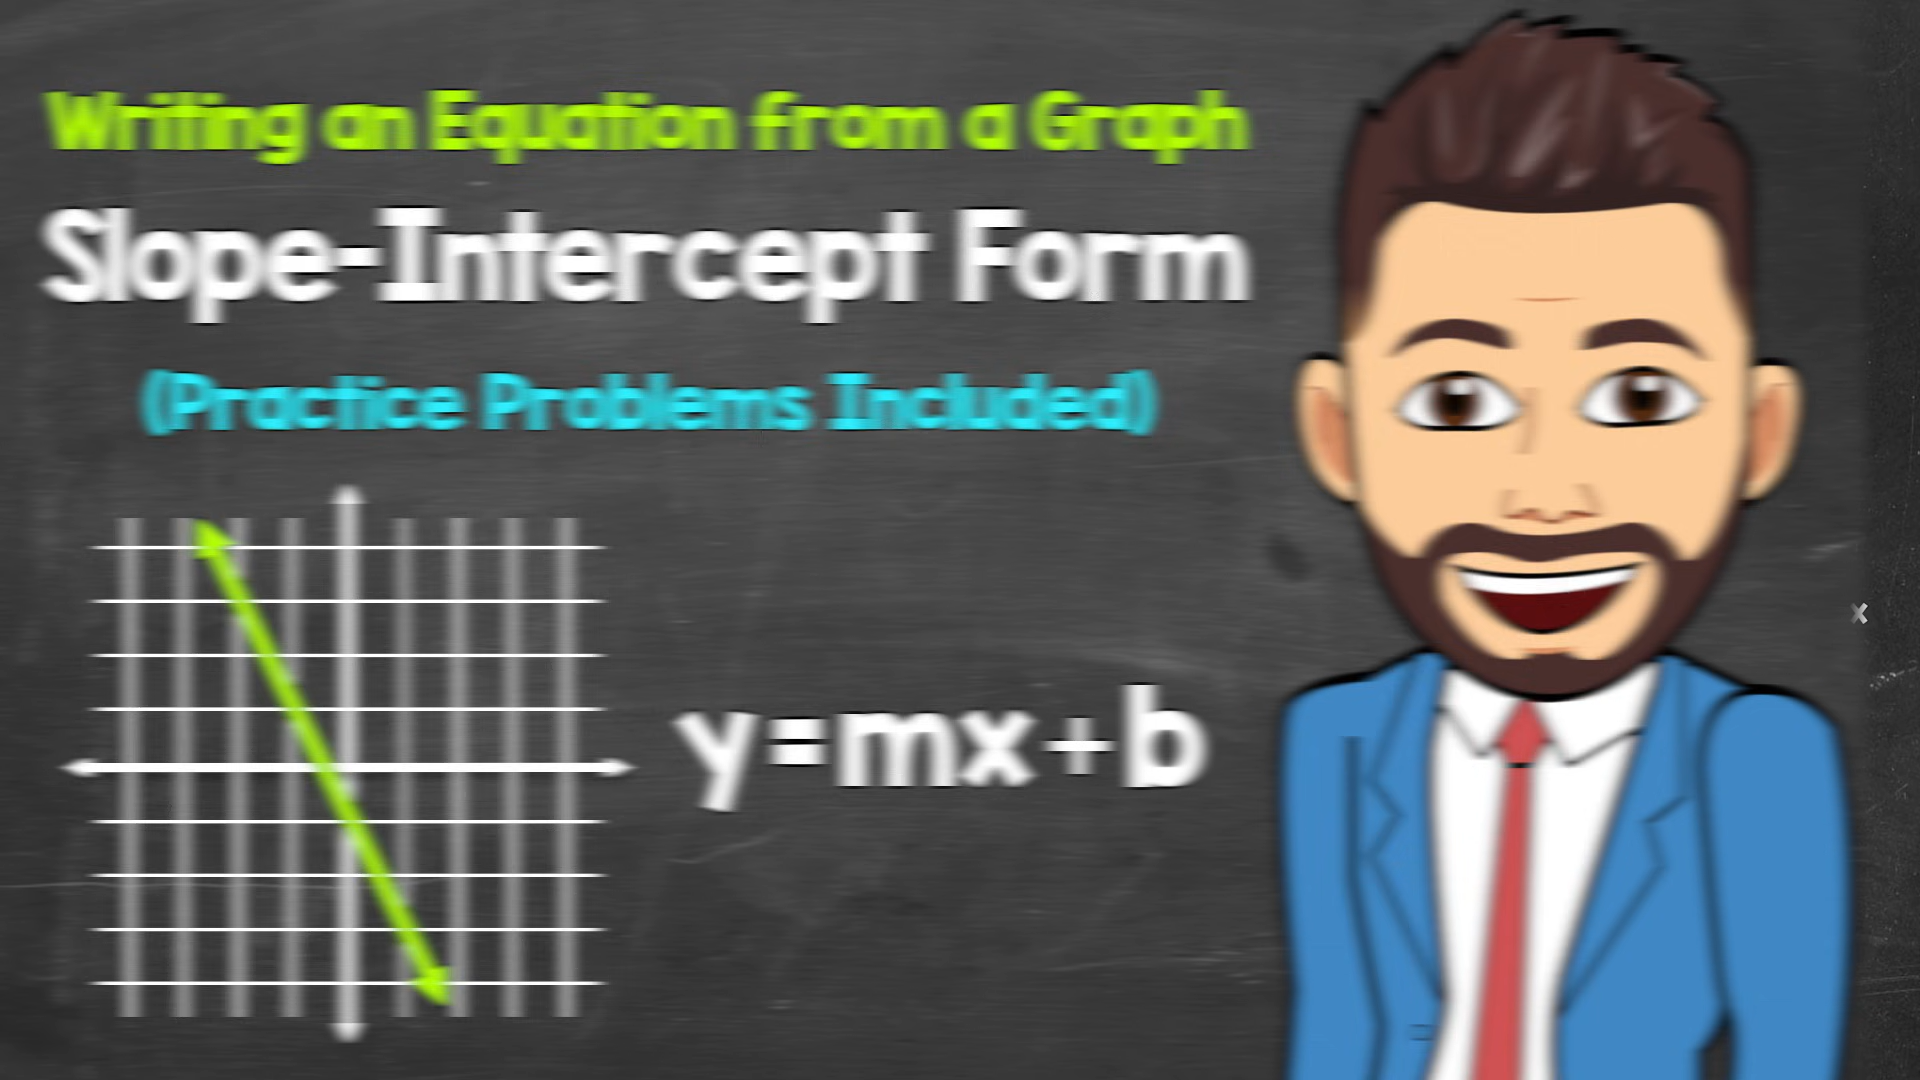 Writing an Equation from a Graph
Slope-Intercept Form
(Practice Problems Included)
y=mx+b